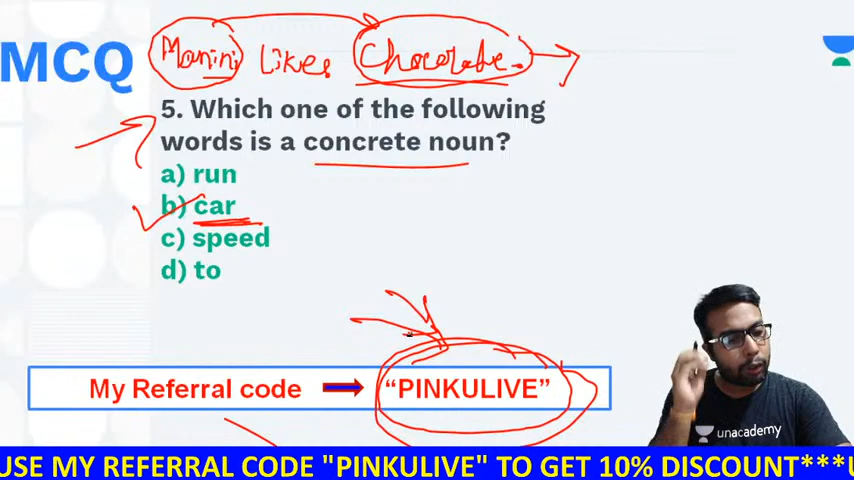 MCQ
Manini likes Chocolate.
5. Which one of the following
words is a concrete noun?
a) run
b) car
c) speed
d) to
My Referral code
"PINKULIVE"
unacademy
USE MY REFERRAL CODE "PINKULIVE" TO GET 10% DISCOUNT***U